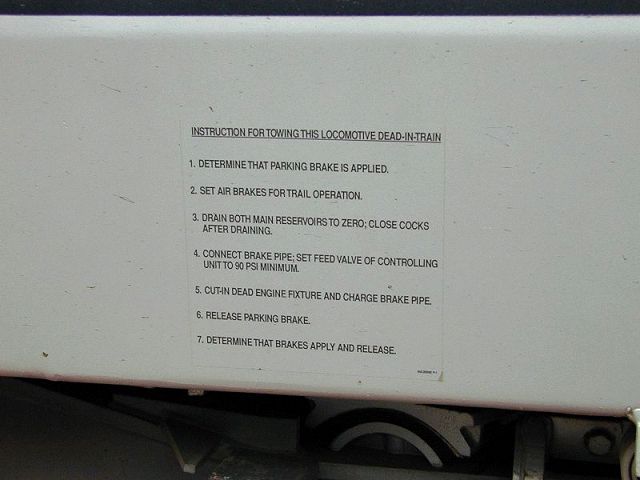 INSTRUCTION FOR TOWING THIS LOCOMOTIVE DEAD-IN-TRAIN
1. DETERMINE THAT PARKING BRAKE IS APPLIED.
2. SET AIR BRAKES FOR TRAIL OPERATION.
3. DRAIN BOTH MAIN RESERVOIRS TO ZERO; CLOSE COCKS
AFTER DRAINING.
4. CONNECT BRAKE PIPE; SET FEED VALVE OF CONTROLLING
UNIT TO 90 PSI MINIMUM.
5. CUT-IN DEAD ENGINE FIXTURE AND CHARGE BRAKE PIPE.
6. RELEASE PARKING BRAKE.
7. DETERMINE THAT BRAKES APPLY AND RELEASE.